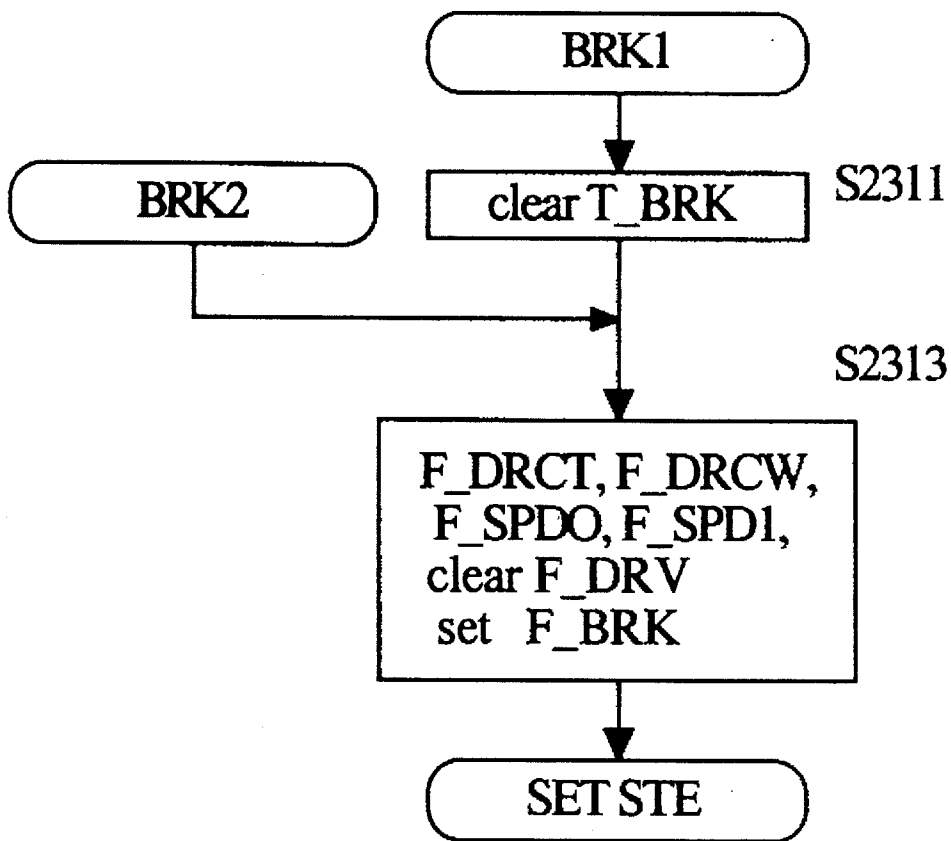 BRK1
clear T_BRK
S2311
BRK2
S2313
F_DRCT, F_DRCW,
F_SPDO, F_SPD1,
clear F_DRV
set F_BRK
SET STE